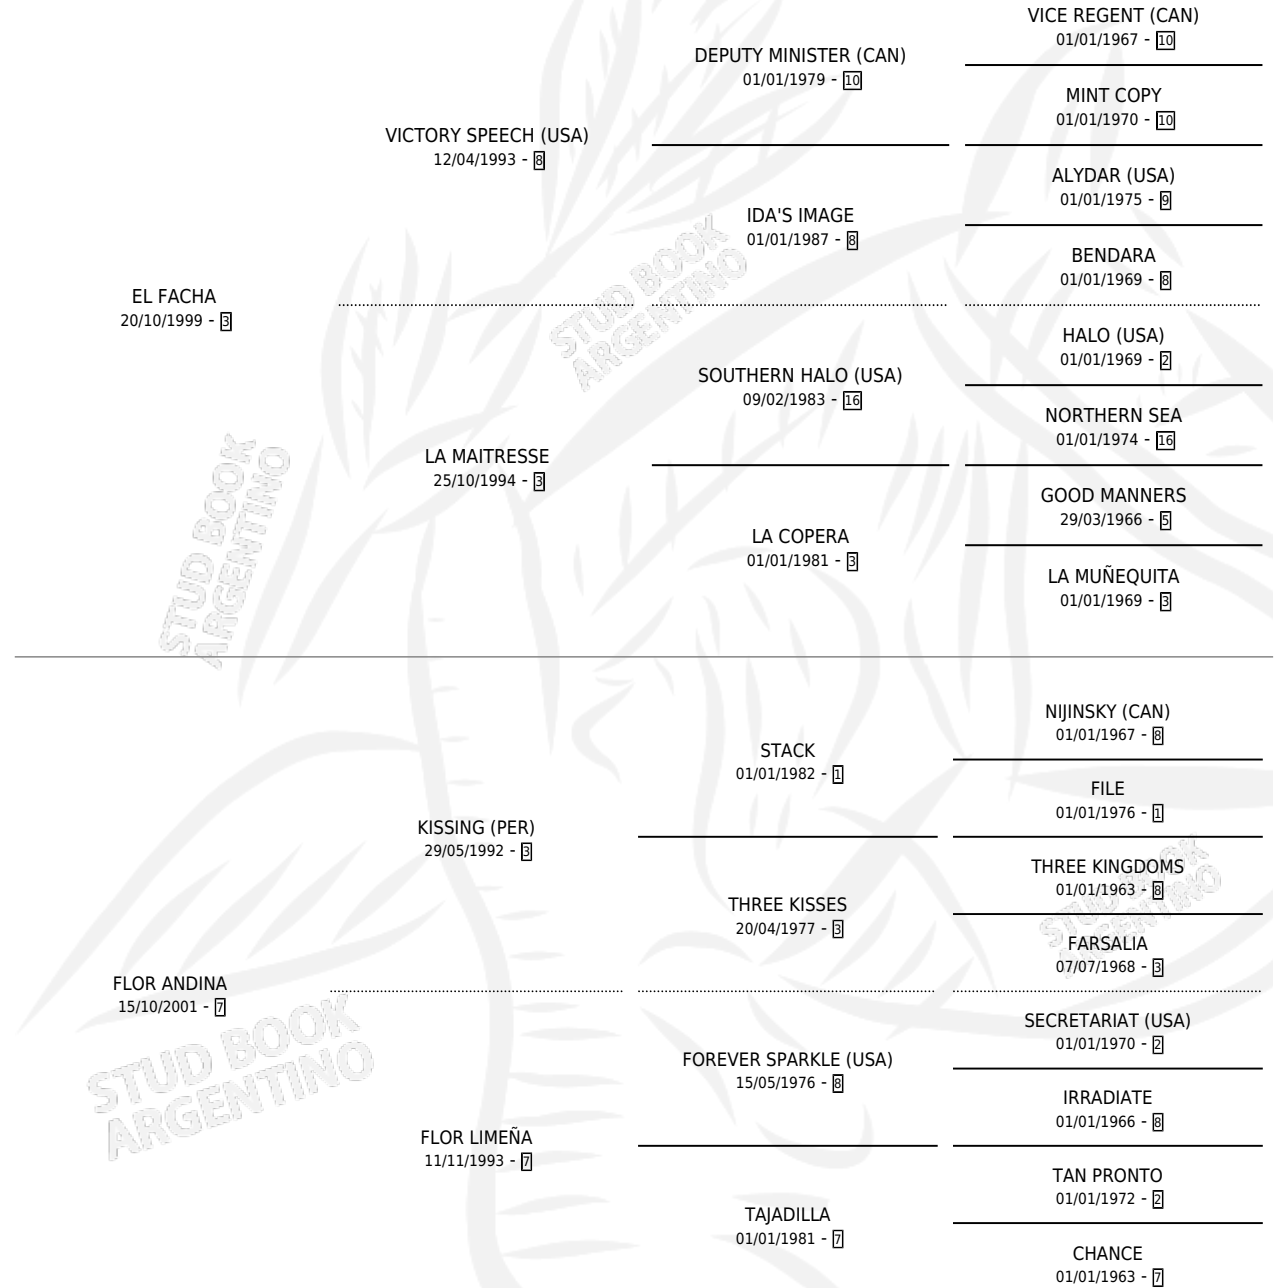 VICE REGENT (CAN)
01/01/1967 - 10
DEPUTY MINISTER (CAN)
01/01/1979 - 10
MINT COPY
01/01/1970 - 10
VICTORY SPEECH (USA)
12/04/1993 - 8
ALYDAR (USA)
01/01/1975 - 9
IDA'S IMAGE
01/01/1987 - 8
BENDARA
01/01/1969 - 8
EL FACHA
20/10/1999 - 3
HALO (USA)
01/01/1969 - 2
SOUTHERN HALO (USA)
09/02/1983 - 16
NORTHERN SEA
01/01/1974 - 16
LA MAITRESSE
25/10/1994 - 3
GOOD MANNERS
29/03/1966 - 5
LA COPERA
01/01/1981 - 3
LA MUÑEQUITA
01/01/1969 - 3
NIJINSKY (CAN)
01/01/1967 - 8
STACK
01/01/1982 - 1
FILE
01/01/1976 - 1
KISSING (PER)
29/05/1992 - 3
THREE KINGDOMS
01/01/1963 - 8
THREE KISSES
20/04/1977 - 3
FARSALIA
07/07/1968 - 3
FLOR ANDINA
15/10/2001 - 7
SECRETARIAT (USA)
01/01/1970 - 2
FOREVER SPARKLE (USA)
15/05/1976 - 8
IRRADIATE
01/01/1966 - 8
FLOR LIMEÑA
11/11/1993 - 7
TAN PRONTO
01/01/1972 - 2
TAJADILLA
01/01/1981 - 7
CHANCE
01/01/1963 - 7
STUD BOOK
ARGENTINO
STUD BOOK
ARGENTINO
STUD BOOK
ARGENTINO
STUD BOOK
ARGENTINO